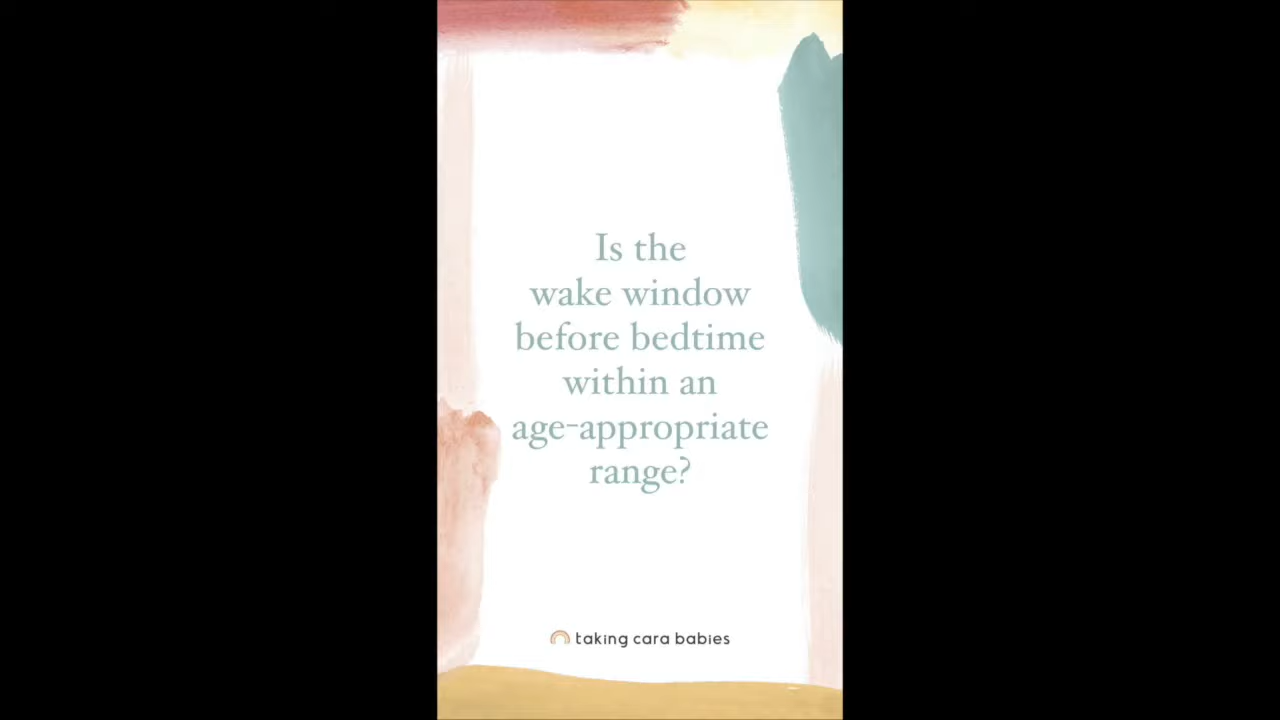 Is the
wake window
before bedtime
within an
age-appropriate
range?
taking cara babies